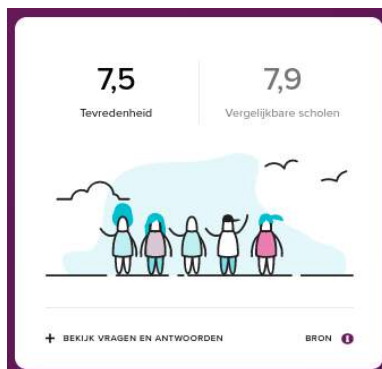 7,5
7,9
Tevredenheid
Vergelijkbare scholen
+ BEKIJK VRAGEN EN ANTWOORDEN
BRON